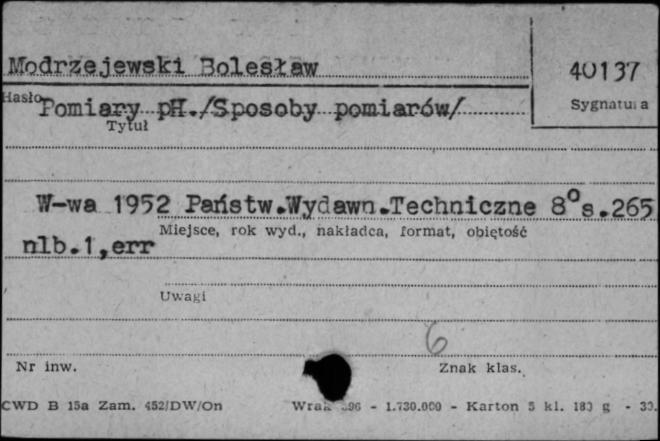 Modrzejewski Bolesław
40137
Hasło
Sygnatura
Pomiary pH./Sposoby pomiarów/
Tytuł
W-wa 1952 Państw.Wydawn.Techniczne 8°s.265
Miejsce, rok wyd., nakładca, format, objętość
nlb.1,err
Uwagi
6
Nr inw.
Znak klas.
CWD B 15a Zam. 452/DW/On - 1.730.000 - Karton 5 kl. 180 g -